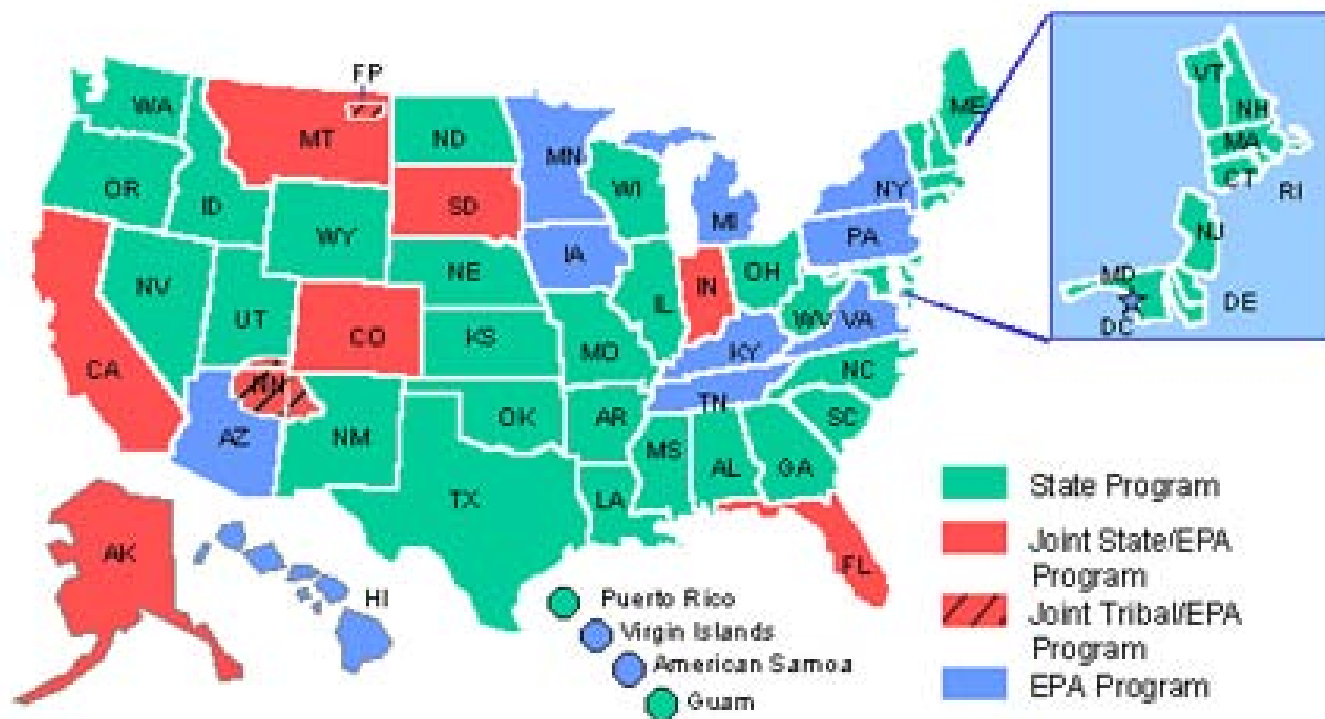 FP
WA
MT
ND
MN
ME
VT
NH
MA
CT
RI
OR
ID
SD
WI
NY
WY
MI
NJ
IA
PA
NV
NE
OH
MD
DE
DC
UT
IL
IN
CO
KS
MO
WV
VA
KY
CA
NC
AZ
NM
OK
AR
TN
SC
MS
AL
GA
TX
LA
AK
FL
HI
Puerto Rico
Virgin Islands
American Samoa
Guam
State Program
Joint State/EPA
Program
Joint Tribal/EPA
Program
EPA Program